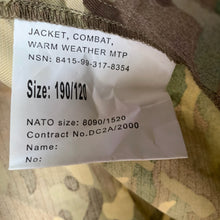 JACKET, COMBAT,
WARM WEATHER MTP
NSN: 8415-99-317-8354
Size: 190/120
NATO size: 8090/1520
Contract No.DC2A/2000
Name:
No: